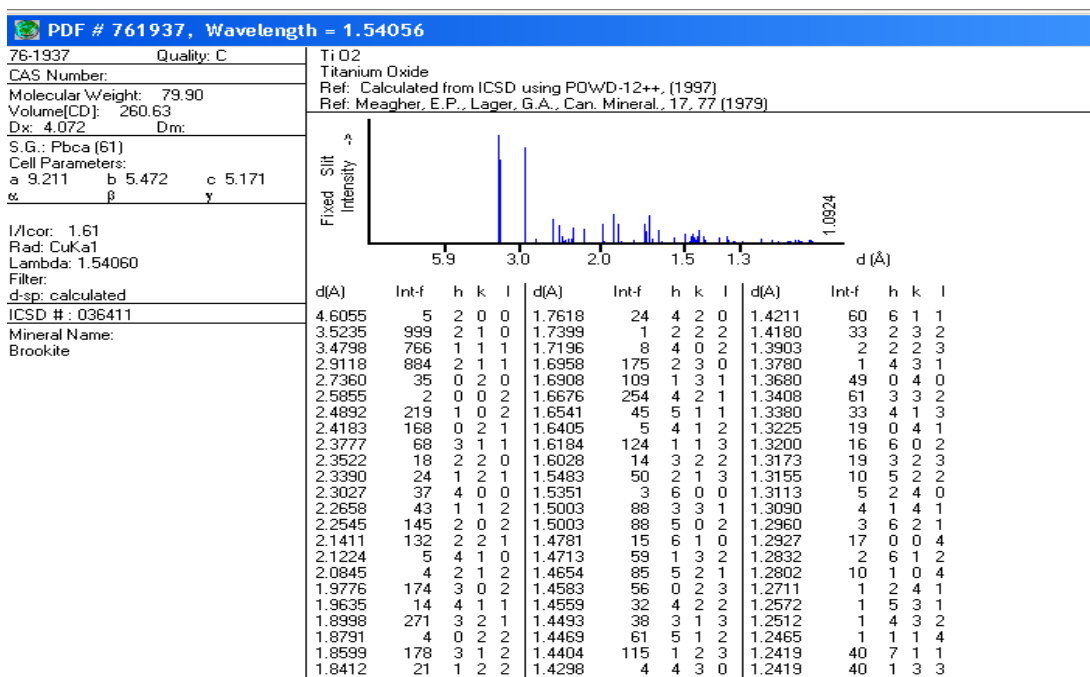 PDF # 761937, Wavelength = 1.54056
76-1937 Quality: C
CAS Number:
Molecular Weight: 79.90
Volume[CD]: 260.63
Dx: 4.072 Dm:
S.G.: Pbca (61)
Cell Parameters:
a 9.211 b 5.472 c 5.171
α β γ
I/Icor: 1.61
Rad: CuKa1
Lambda: 1.54060
Filter:
d-sp: calculated
ICSD # : 036411
Mineral Name:
Brookite
Ti O2
Titanium Oxide
Ref: Calculated from ICSD using POWD-12++, (1997)
Ref: Meagher, E.P., Lager, G.A., Can. Mineral., 17, 77 (1979)
Fixed Slit
Intensity ->
1.0924
5.9 3.0 2.0 1.5 1.3 d (Å)
d(A) Int-f h k l d(A) Int-f h k l d(A) Int-f h k l
4.6055 5 2 0 0 1.7618 24 4 2 0 1.4211 60 6 1 1
3.5235 999 2 1 0 1.7399 1 2 2 2 1.4180 33 2 3 2
3.4798 766 1 1 1 1.7196 8 4 0 2 1.3903 2 2 2 3
2.9118 884 2 1 1 1.6958 175 2 3 0 1.3780 1 4 3 1
2.7360 35 0 2 0 1.6908 109 1 3 1 1.3680 49 0 4 0
2.5855 2 0 0 2 1.6676 254 4 2 1 1.3408 61 3 3 2
2.4892 219 1 0 2 1.6541 45 5 1 1 1.3380 33 4 1 3
2.4183 168 0 2 1 1.6405 5 4 1 2 1.3225 19 0 4 1
2.3777 68 3 1 1 1.6184 124 1 1 3 1.3200 16 6 0 2
2.3522 18 2 2 0 1.6028 14 3 2 2 1.3173 19 3 2 3
2.3390 24 1 2 1 1.5483 50 2 1 3 1.3155 10 5 2 2
2.3027 37 4 0 0 1.5351 3 6 0 0 1.3113 5 2 4 0
2.2658 43 1 1 2 1.5003 88 3 3 1 1.3090 4 1 4 1
2.2545 145 2 0 2 1.5003 88 5 0 2 1.2960 3 6 2 1
2.1411 132 2 2 1 1.4781 15 6 1 0 1.2927 17 0 0 4
2.1224 5 4 1 0 1.4713 59 1 3 2 1.2832 2 6 1 2
2.0845 4 2 1 2 1.4654 85 5 2 1 1.2802 10 1 0 4
1.9776 174 3 0 2 1.4583 56 0 2 3 1.2711 1 2 4 1
1.9635 14 4 1 1 1.4559 32 4 2 2 1.2572 1 5 3 1
1.8998 271 3 2 1 1.4493 38 3 1 3 1.2512 1 4 3 2
1.8791 4 0 2 2 1.4469 61 5 1 2 1.2465 1 1 1 4
1.8599 178 3 1 2 1.4404 115 1 2 3 1.2419 40 7 1 1
1.8412 21 1 2 2 1.4298 4 4 3 0 1.2419 40 1 3 3